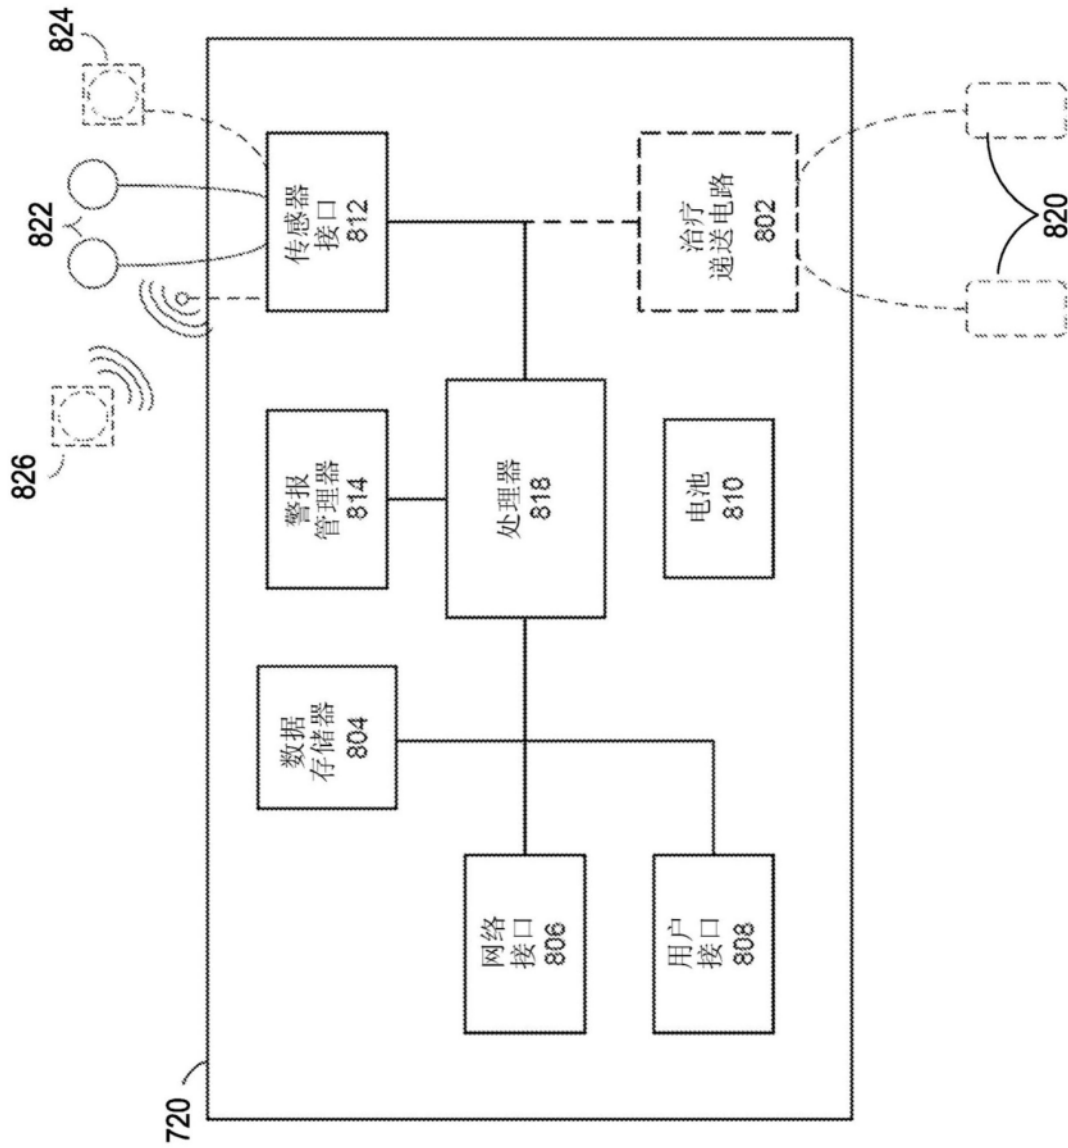 720
网络
接口
806
用户
接口
808
数据
存储器
804
警报
管理器
814
处理器
818
电池
810
传感器
接口
812
治疗
递送电路
802
826
822
824
820